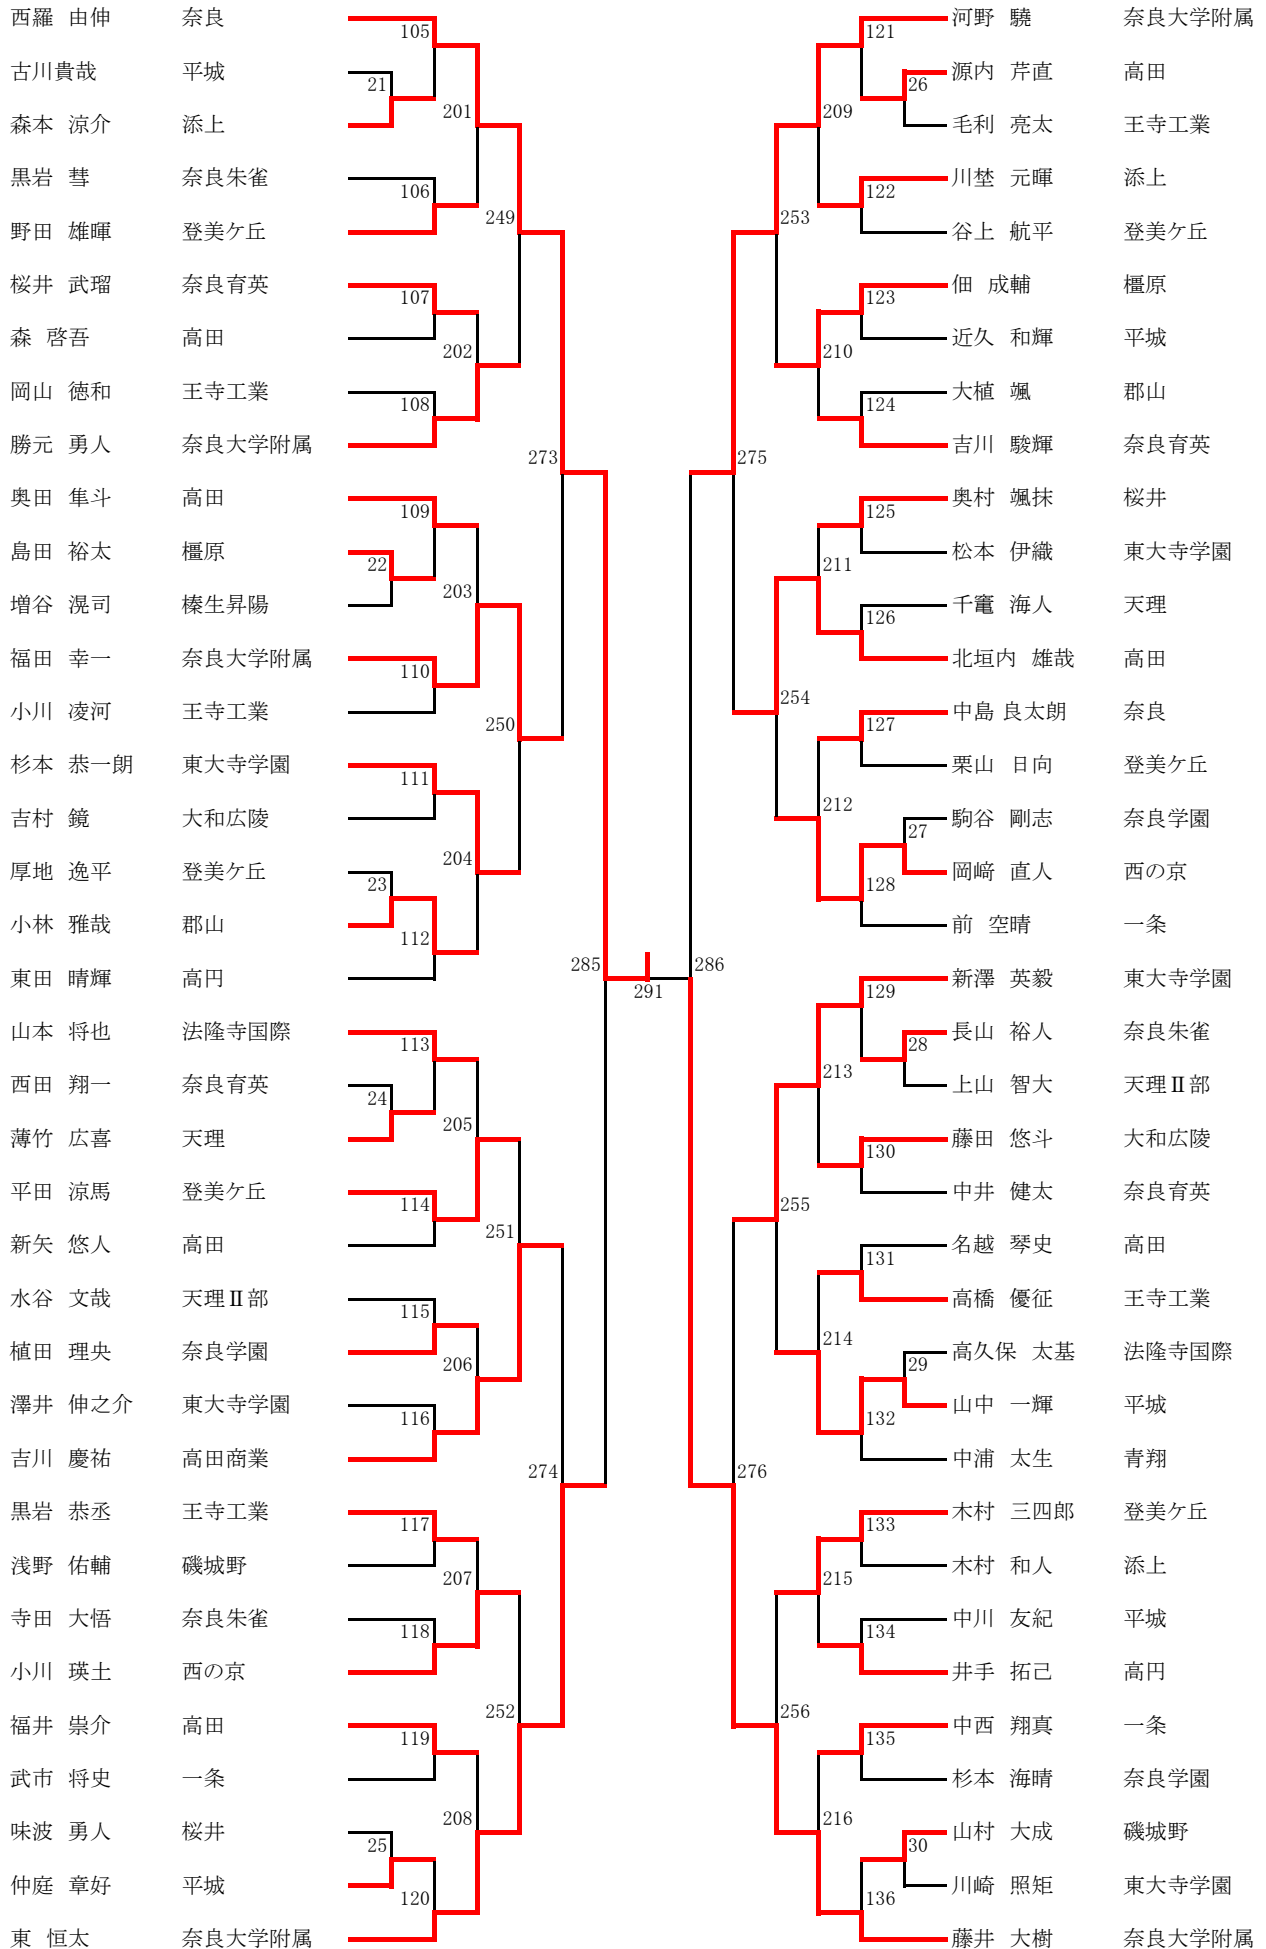 西羅 由伸 奈良
古川貴哉 平城
森本 涼介 添上
黒岩 彗 奈良朱雀
野田 雄暉 登美ケ丘
桜井 武瑠 奈良育英
森 啓吾 高田
岡山 徳和 王寺工業
勝元 勇人 奈良大学附属
奥田 隼斗 高田
島田 裕太 橿原
増谷 滉司 榛生昇陽
福田 幸一 奈良大学附属
小川 凌河 王寺工業
杉本 恭一朗 東大寺学園
吉村 鏡 大和広陵
厚地 逸平 登美ケ丘
小林 雅哉 郡山
東田 晴輝 高円
山本 将也 法隆寺国際
西田 翔一 奈良育英
薄竹 広喜 天理
平田 涼馬 登美ケ丘
新矢 悠人 高田
水谷 文哉 天理Ⅱ部
植田 理央 奈良学園
澤井 伸之介 東大寺学園
吉川 慶祐 高田商業
黒岩 恭丞 王寺工業
浅野 佑輔 磯城野
寺田 大悟 奈良朱雀
小川 瑛土 西の京
福井 崇介 高田
武市 将史 一条
味波 勇人 桜井
仲庭 章好 平城
東 恒太 奈良大学附属
21
22
23
24
25
105
106
107
108
109
110
111
112
113
114
115
116
117
118
119
120
201
202
203
204
205
206
207
208
249
250
251
252
273
274
285
291
286
275
276
253
254
255
256
209
210
211
212
213
214
215
216
121
122
123
124
125
126
127
128
129
130
131
132
133
134
135
136
26
27
28
29
30
河野 驍 奈良大学附属
源内 芹直 高田
毛利 亮太 王寺工業
川埜 元暉 添上
谷上 航平 登美ケ丘
佃 成輔 橿原
近久 和輝 平城
大植 颯 郡山
吉川 駿輝 奈良育英
奥村 颯抹 桜井
松本 伊織 東大寺学園
千竃 海人 天理
北垣内 雄哉 高田
中島 良太朗 奈良
栗山 日向 登美ケ丘
駒谷 剛志 奈良学園
岡﨑 直人 西の京
前 空晴 一条
新澤 英毅 東大寺学園
長山 裕人 奈良朱雀
上山 智大 天理Ⅱ部
藤田 悠斗 大和広陵
中井 健太 奈良育英
名越 琴史 高田
高橋 優征 王寺工業
高久保 太基 法隆寺国際
山中 一輝 平城
中浦 太生 青翔
木村 三四郎 登美ケ丘
木村 和人 添上
中川 友紀 平城
井手 拓己 高円
中西 翔真 一条
杉本 海晴 奈良学園
山村 大成 磯城野
川崎 照矩 東大寺学園
藤井 大樹 奈良大学附属